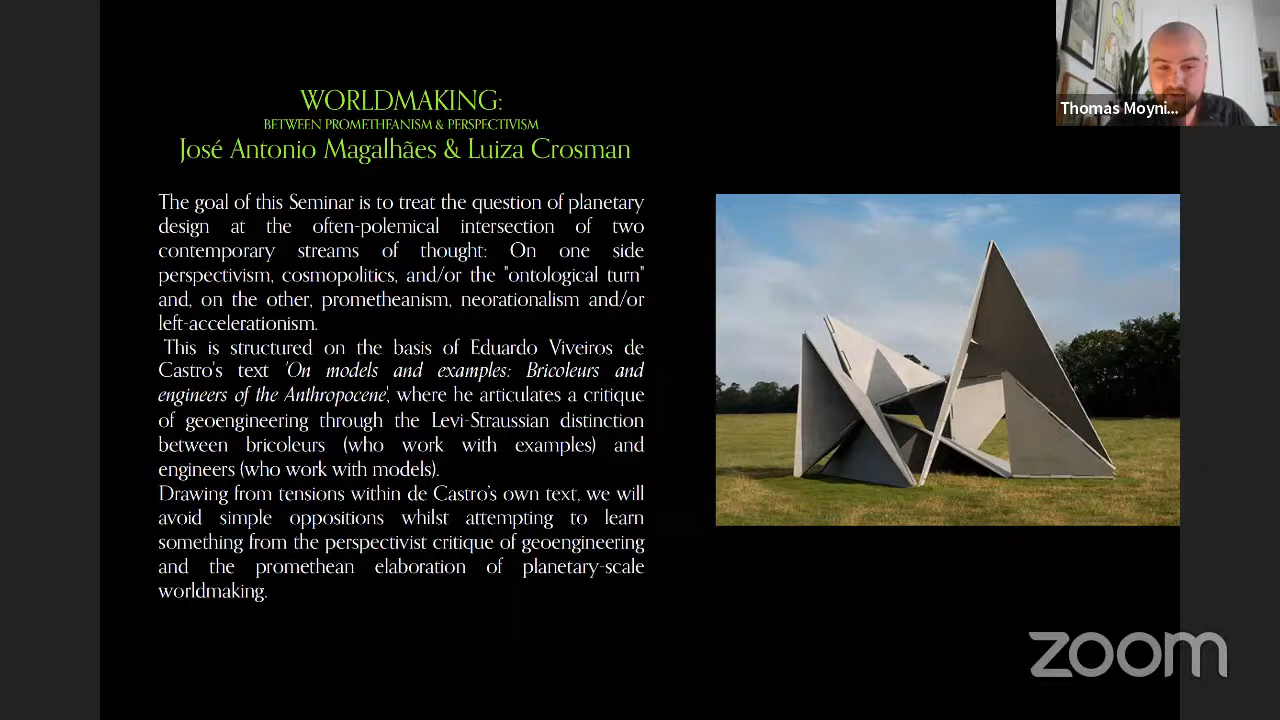 WORLDMAKING:
BETWEEN PROMETHEANISM & PERSPECTIVISM
José Antonio Magalhães & Luiza Crosman
The goal of this Seminar is to treat the question of planetary
design at the often-polemical intersection of two
contemporary streams of thought: On one side
perspectivism, cosmopolitics, and/or the "ontological turn"
and, on the other, prometheanism, neorationalism and/or
left-accelerationism.
This is structured on the basis of Eduardo Viveiros de
Castro's text 'On models and examples: Bricoleurs and
engineers of the Anthropocene', where he articulates a critique
of geoengineering through the Levi-Straussian distinction
between bricoleurs (who work with examples) and
engineers (who work with models).
Drawing from tensions within de Castro's own text, we will
avoid simple oppositions whilst attempting to learn
something from the perspectivist critique of geoengineering
and the promethean elaboration of planetary-scale
worldmaking.
Thomas Moyni...
zoom